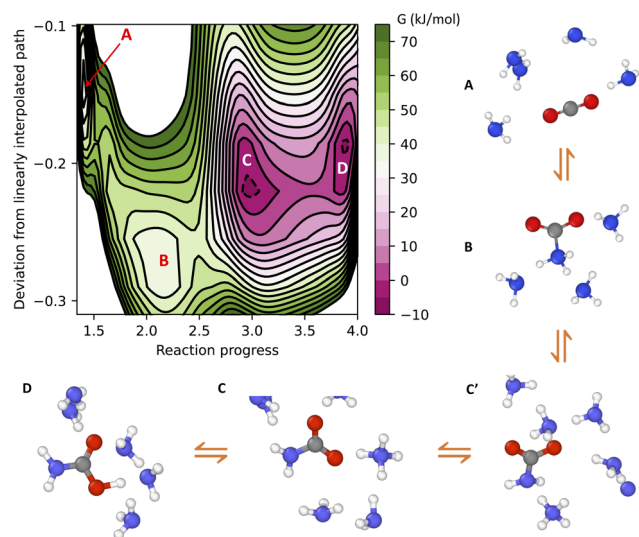 G (kJ/mol)
−0.1
−0.2
−0.3
Deviation from linearly interpolated path
A
B
C
D
1.5
2.0
2.5
3.0
3.5
4.0
Reaction progress
70
60
50
40
30
20
10
0
−10
A
B
D
C
C’